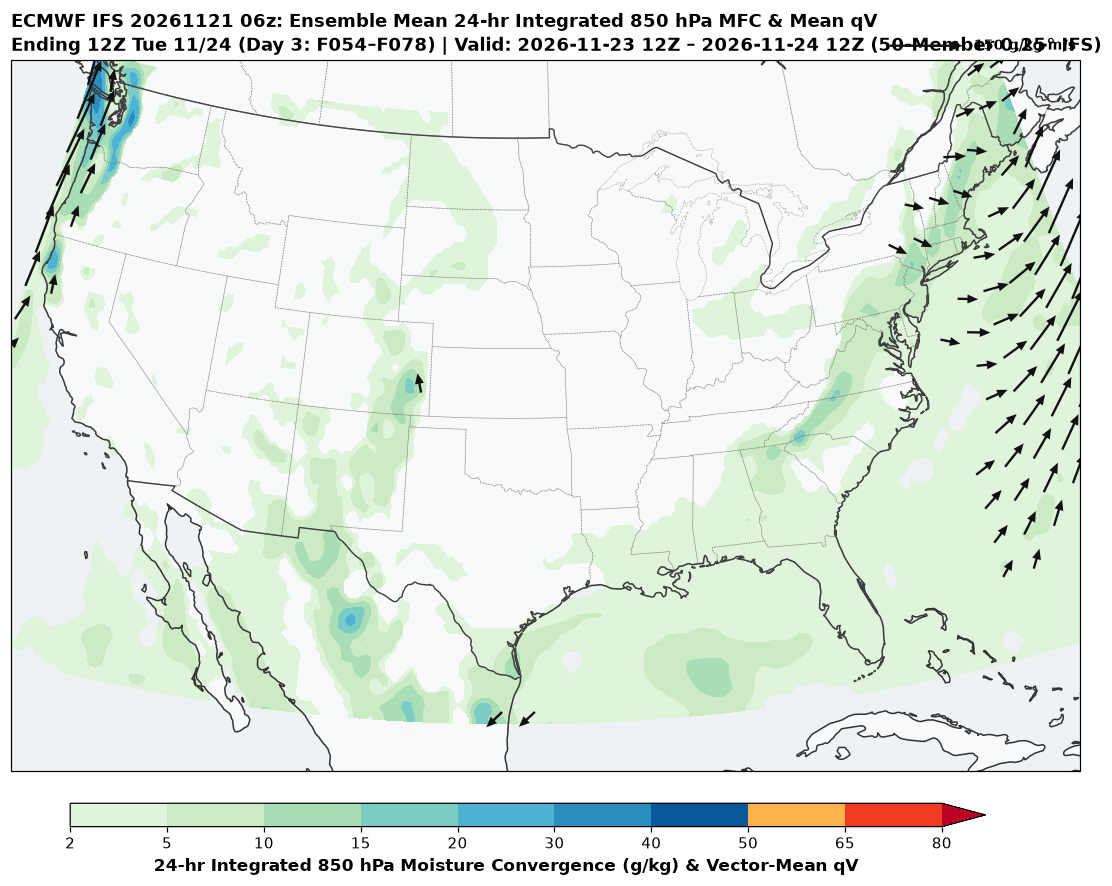 ECMWF IFS 20261121 06z: Ensemble Mean 24-hr Integrated 850 hPa MFC & Mean qV
Ending 12Z Tue 11/24 (Day 3: F054–F078) | Valid: 2026-11-23 12Z – 2026-11-24 12Z (50-Member 0.25° IFS)
150 g/kg·m/s
2 5 10 15 20 30 40 50 65 80
24-hr Integrated 850 hPa Moisture Convergence (g/kg) & Vector-Mean qV